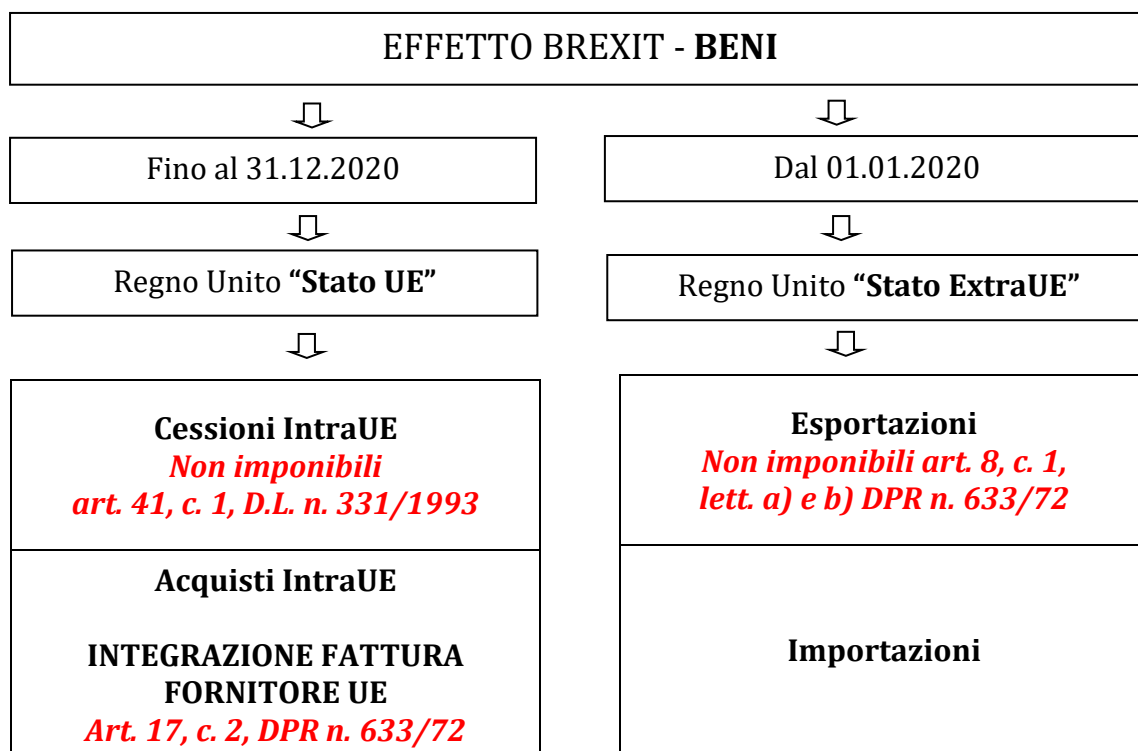 EFFETTO BREXIT - BENI
Fino al 31.12.2020
Regno Unito “Stato UE”
Cessioni IntraUE
Non imponibili
art. 41, c. 1, D.L. n. 331/1993
Acquisti IntraUE
INTEGRAZIONE FATTURA
FORNITORE UE
Art. 17, c. 2, DPR n. 633/72
Dal 01.01.2020
Regno Unito “Stato ExtraUE”
Esportazioni
Non imponibili art. 8, c. 1,
lett. a) e b) DPR n. 633/72
Importazioni